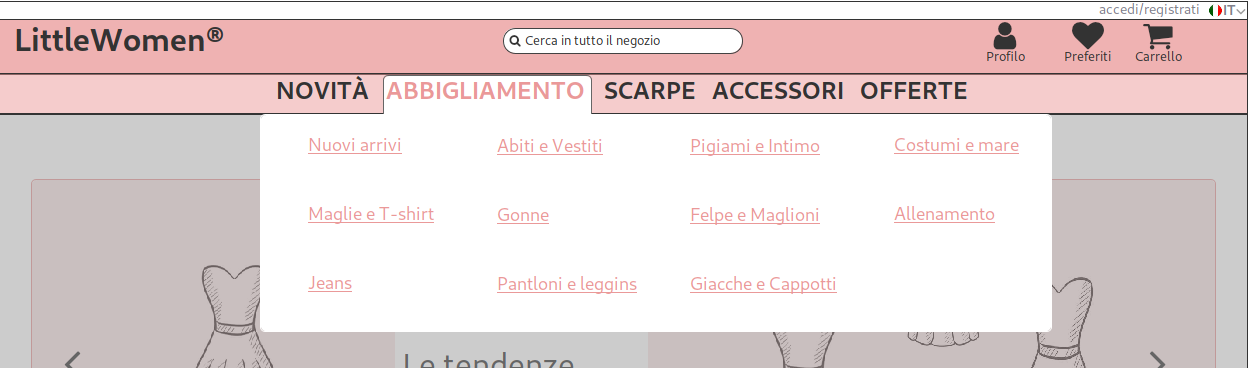 accedi/registrati IT
LittleWomen®
Cerca in tutto il negozio
Profilo Preferiti Carrello
NOVITÀ ABBIGLIAMENTO SCARPE ACCESSORI OFFERTE
Nuovi arrivi Abiti e Vestiti Pigiami e Intimo Costumi e mare
Maglie e T-shirt Gonne Felpe e Maglioni Allenamento
Jeans Pantloni e leggins Giacche e Cappotti
Le tendenze